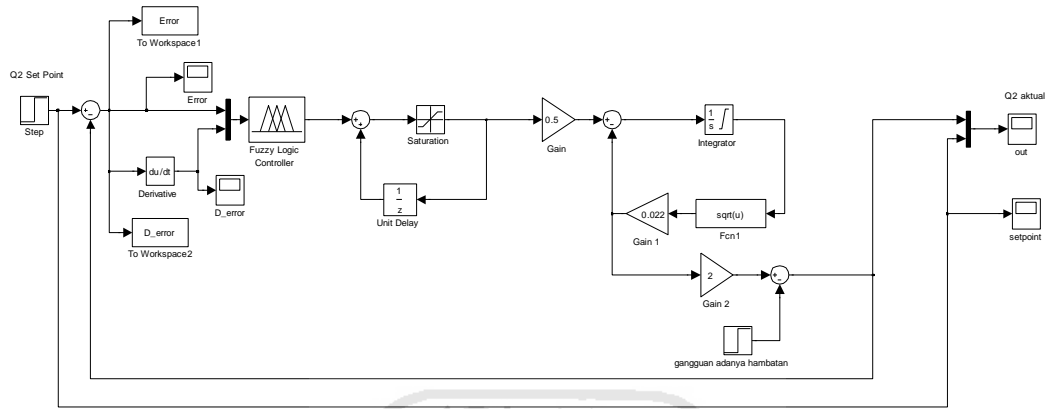 Error
To Workspace1
Q2 Set Point
Step
+
−
Error
du/dt
Derivative
D_error
D_error
To Workspace2
Fuzzy Logic
Controller
+
+
Saturation
1
z
Unit Delay
0.5
Gain
+
−
1
s
Integrator
0.022
Gain 1
sqrt(u)
Fcn1
2
Gain 2
+
−
gangguan adanya hambatan
Q2 aktual
out
setpoint